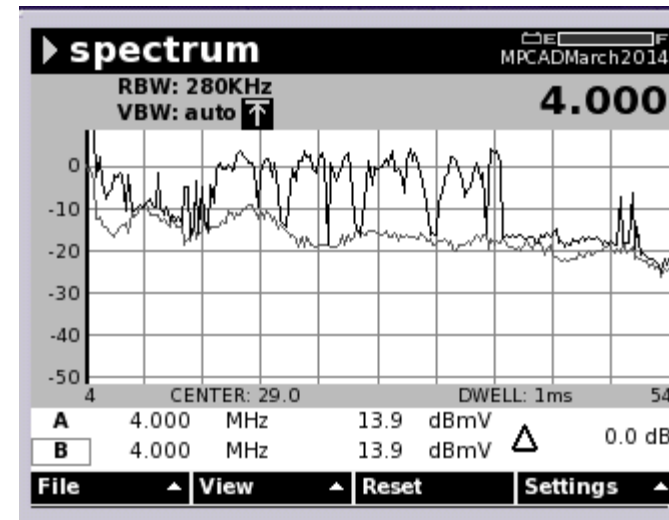 spectrum
E F
MPCADMarch2014
RBW: 280KHz
VBW: auto
4.000
0
-10
-20
-30
-40
-50
4 CENTER: 29.0 DWELL: 1ms 54
A 4.000 MHz 13.9 dBmV
B 4.000 MHz 13.9 dBmV
Δ 0.0 dB
File View Reset Settings